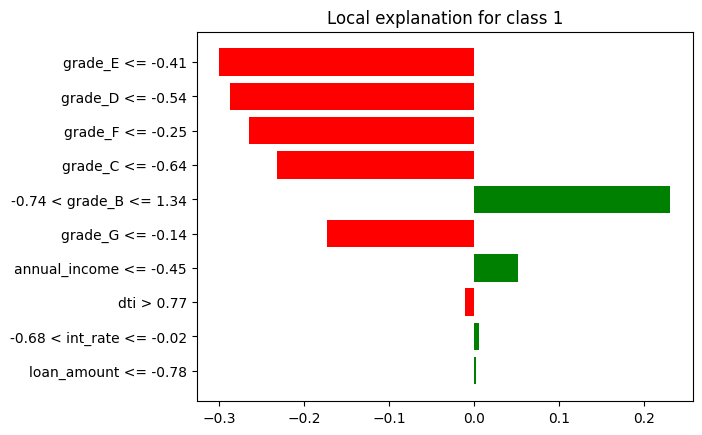 Local explanation for class 1
grade_E <= -0.41
grade_D <= -0.54
grade_F <= -0.25
grade_C <= -0.64
-0.74 < grade_B <= 1.34
grade_G <= -0.14
annual_income <= -0.45
dti > 0.77
-0.68 < int_rate <= -0.02
loan_amount <= -0.78
−0.3 −0.2 −0.1 0.0 0.1 0.2